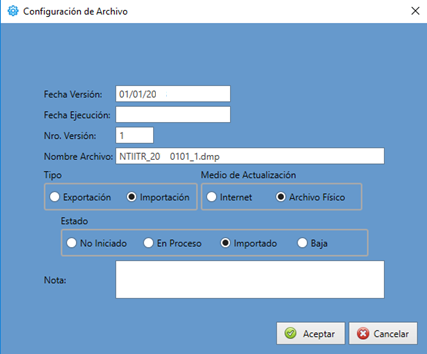 Configuración de Archivo
Fecha Versión: 01/01/20
Fecha Ejecución:
Nro. Versión: 1
Nombre Archivo: NTIITR_20    0101_1.dmp
Tipo Medio de Actualización
Exportación Importación Internet Archivo Físico
Estado
No Iniciado En Proceso Importado Baja
Nota:
Aceptar Cancelar